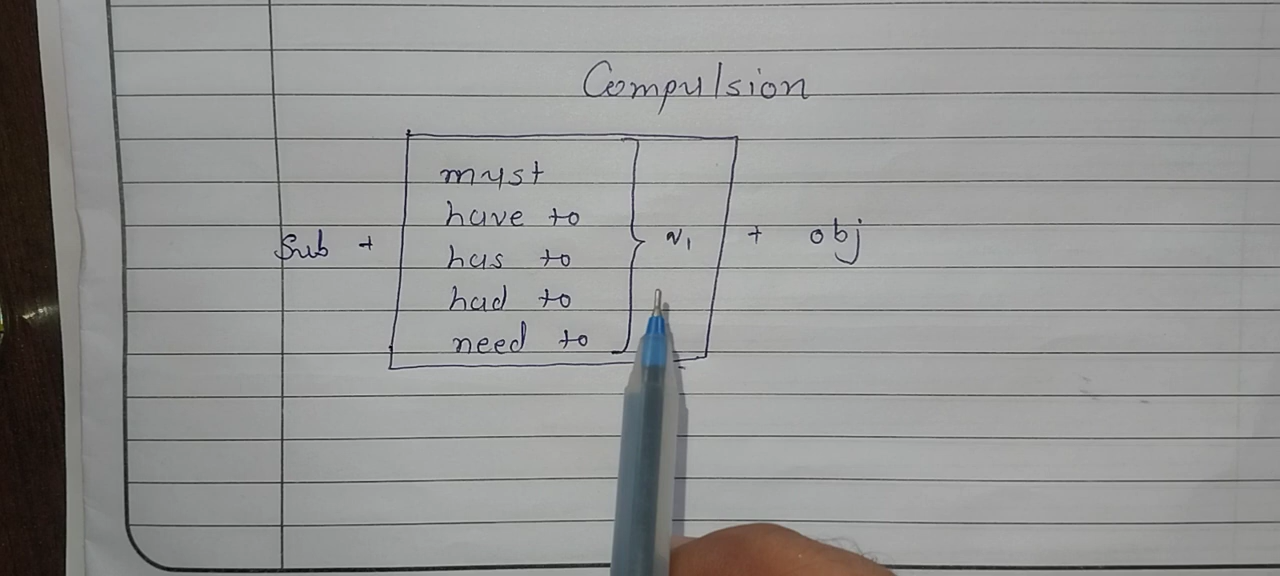 Compulsion
must
have to
Sub + has to } v₁ + obj
had to
need to